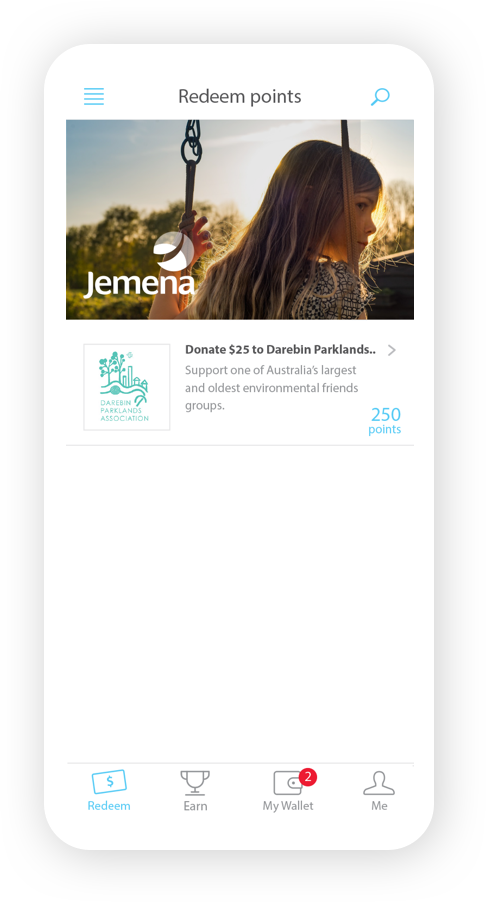 Redeem points
Jemena
Donate $25 to Darebin Parklands..
Support one of Australia's largest
and oldest environmental friends
groups.
DAREBIN
PARKLANDS
ASSOCIATION
250
points
$
2
Redeem
Earn
My Wallet
Me